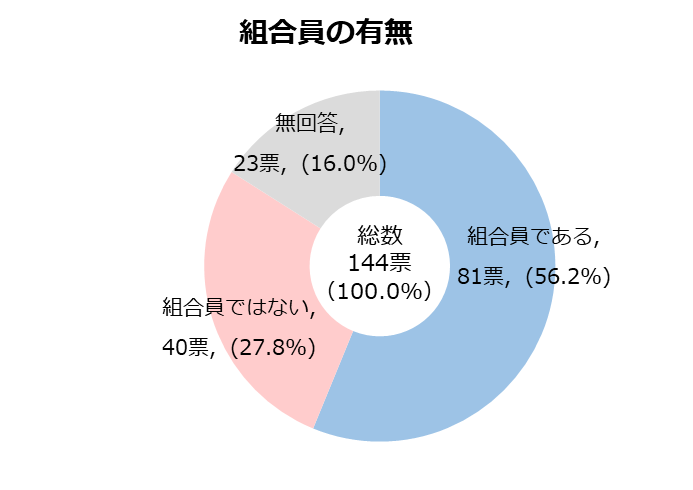 組合員の有無
無回答,
23票, (16.0%)
組合員である,
81票, (56.2%)
総数
144票
(100.0%)
組合員ではない,
40票, (27.8%)